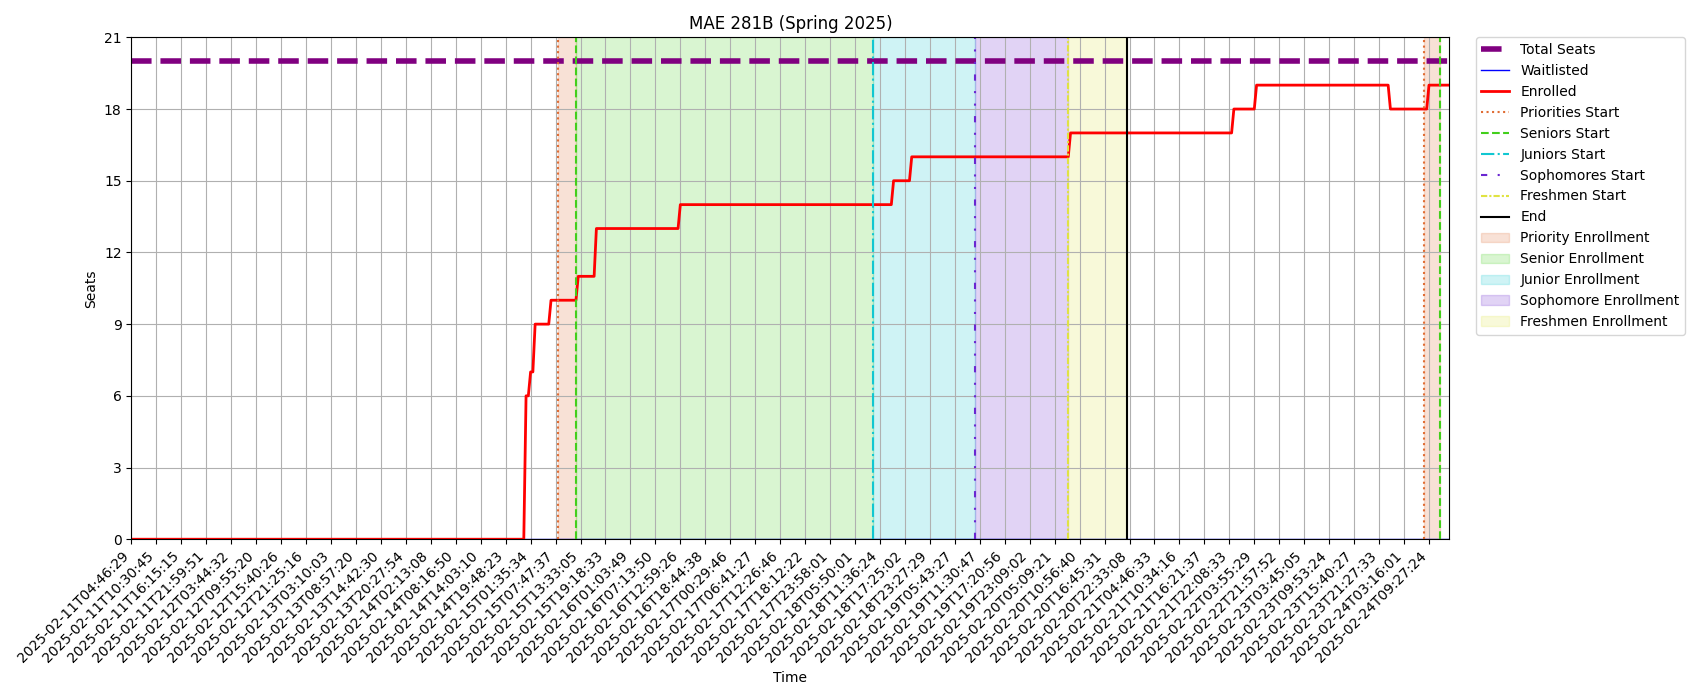 MAE 281B (Spring 2025)
21
18
15
12
9
6
3
0
Seats
2025-02-11T04:46:29
2025-02-11T10:30:45
2025-02-11T16:15:15
2025-02-11T21:59:51
2025-02-12T03:44:32
2025-02-12T09:55:20
2025-02-12T15:40:26
2025-02-12T21:25:16
2025-02-13T03:10:03
2025-02-13T08:57:20
2025-02-13T14:42:30
2025-02-13T20:27:54
2025-02-14T02:13:08
2025-02-14T08:16:50
2025-02-14T14:03:10
2025-02-14T19:48:23
2025-02-15T01:35:34
2025-02-15T07:47:37
2025-02-15T13:33:05
2025-02-15T19:18:33
2025-02-16T01:03:49
2025-02-16T07:13:50
2025-02-16T12:59:26
2025-02-16T18:44:38
2025-02-17T00:29:46
2025-02-17T06:41:27
2025-02-17T12:26:46
2025-02-17T18:12:22
2025-02-17T23:58:01
2025-02-18T05:50:01
2025-02-18T11:36:24
2025-02-18T17:25:02
2025-02-18T23:27:29
2025-02-19T05:43:27
2025-02-19T11:30:47
2025-02-19T17:20:56
2025-02-19T23:09:02
2025-02-20T05:09:21
2025-02-20T10:56:40
2025-02-20T16:45:31
2025-02-20T22:33:08
2025-02-21T04:46:33
2025-02-21T10:34:16
2025-02-21T16:21:37
2025-02-21T22:08:33
2025-02-22T03:55:29
2025-02-22T21:57:52
2025-02-23T03:45:05
2025-02-23T09:53:24
2025-02-23T15:40:27
2025-02-23T21:27:33
2025-02-24T03:16:01
2025-02-24T09:27:24
Time
Total Seats
Waitlisted
Enrolled
Priorities Start
Seniors Start
Juniors Start
Sophomores Start
Freshmen Start
End
Priority Enrollment
Senior Enrollment
Junior Enrollment
Sophomore Enrollment
Freshmen Enrollment